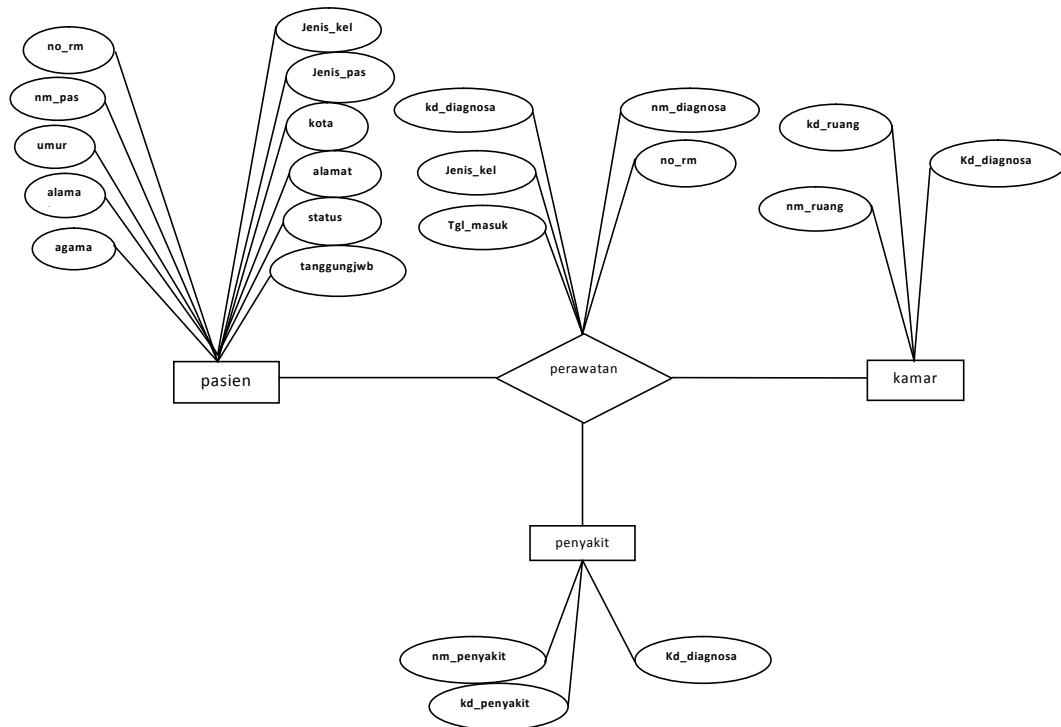 Jenis_kel
no_rm
Jenis_pas
nm_pas
kd_diagnosa
nm_diagnosa
kd_ruang
kota
umur
no_rm
Kd_diagnosa
alamat
Jenis_kel
alama
nm_ruang
status
Tgl_masuk
agama
tanggungjwb
pasien
perawatan
kamar
penyakit
nm_penyakit
Kd_diagnosa
kd_penyakit